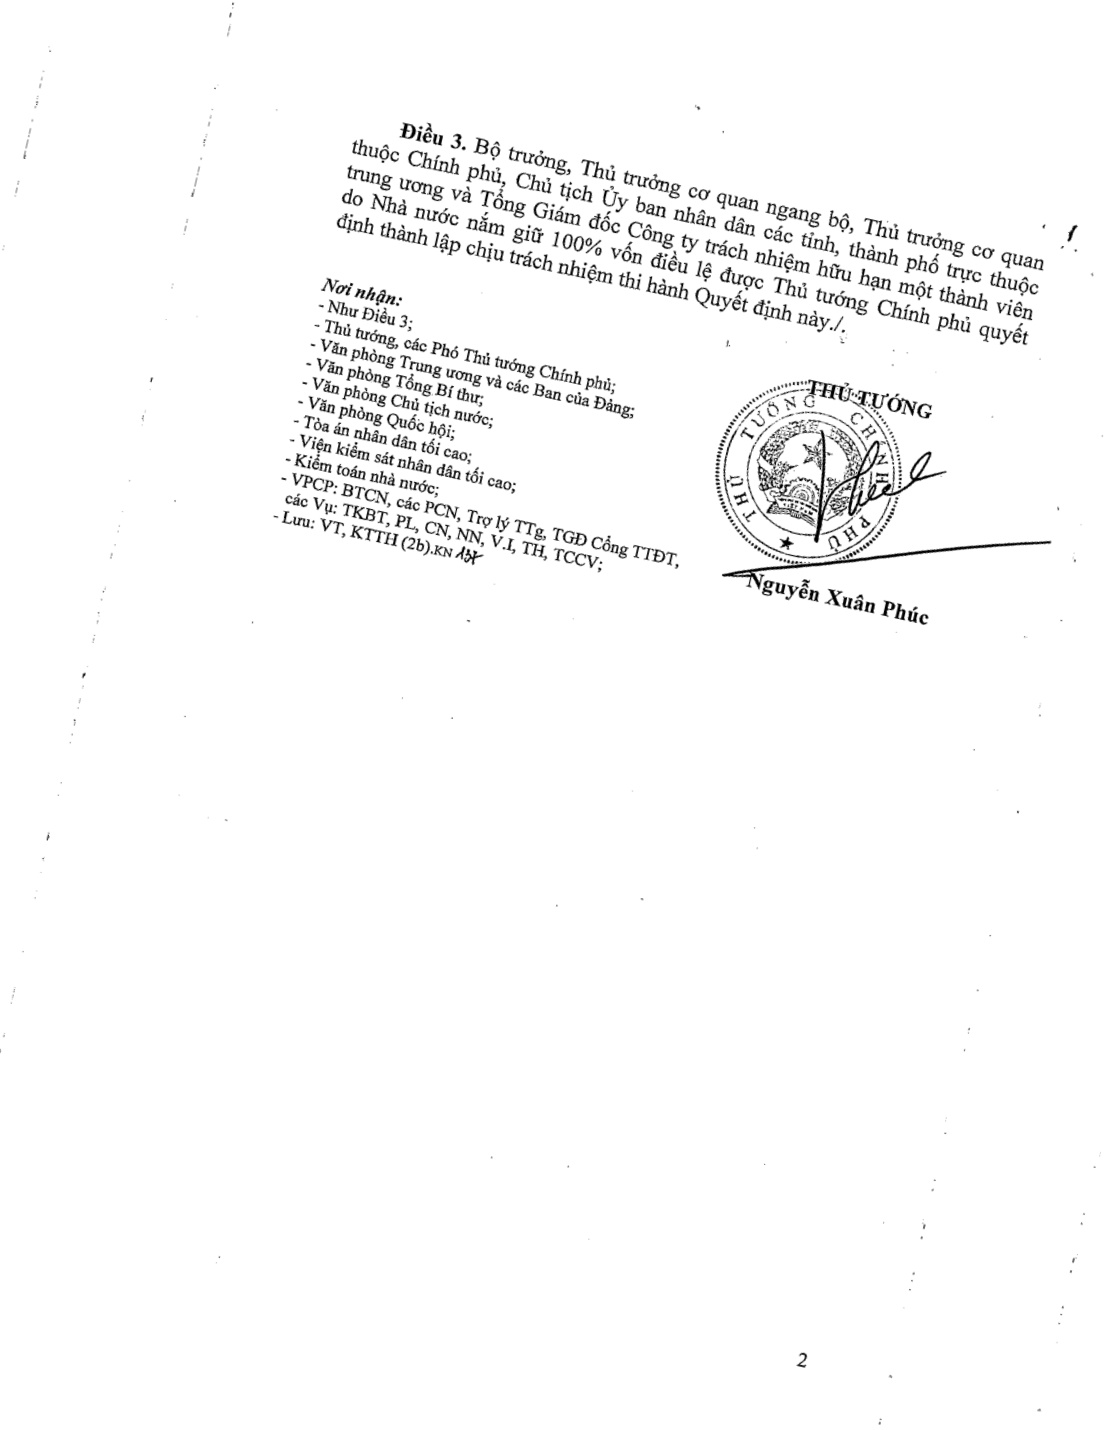 Điều 3. Bộ trưởng, Thủ trưởng cơ quan ngang bộ, Thủ trưởng cơ quan
thuộc Chính phủ, Chủ tịch Ủy ban nhân dân các tỉnh, thành phố trực thuộc
trung ương và Tổng Giám đốc Công ty trách nhiệm hữu hạn một thành viên
do Nhà nước nắm giữ 100% vốn điều lệ được Thủ tướng Chính phủ quyết
định thành lập chịu trách nhiệm thi hành Quyết định này./.
Nơi nhận:
- Như Điều 3;
- Thủ tướng, các Phó Thủ tướng Chính phủ;
- Văn phòng Trung ương và các Ban của Đảng;
- Văn phòng Tổng Bí thư;
- Văn phòng Chủ tịch nước;
- Văn phòng Quốc hội;
- Tòa án nhân dân tối cao;
- Viện kiểm sát nhân dân tối cao;
- Kiểm toán nhà nước;
- VPCP: BTCN, các PCN, Trợ lý TTg, TGĐ Cổng TTĐT,
các Vụ: TKBT, PL, CN, NN, V.I, TH, TCCV;
- Lưu: VT, KTTH (2b).KN
THỦ TƯỚNG
THỦ TƯỚNG CHÍNH PHỦ
Nguyễn Xuân Phúc
2